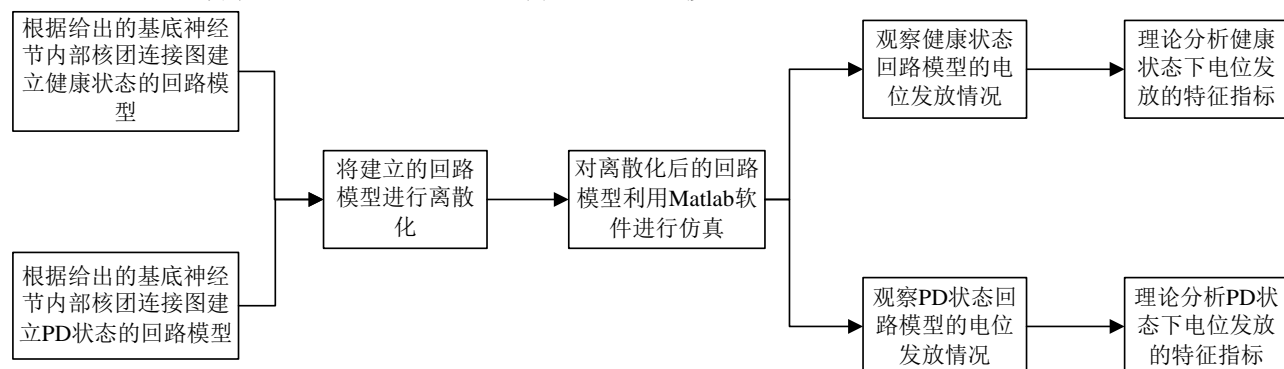 根据给出的基底神经
节内部核团连接图建
立健康状态的回路模
型
根据给出的基底神经
节内部核团连接图建
立PD状态的回路模型
将建立的回路
模型进行离散
化
对离散化后的回路
模型利用Matlab软
件进行仿真
观察健康状态
回路模型的电
位发放情况
理论分析健康
状态下电位发
放的特征指标
观察PD状态回
路模型的电位
发放情况
理论分析PD状
态下电位发放
的特征指标